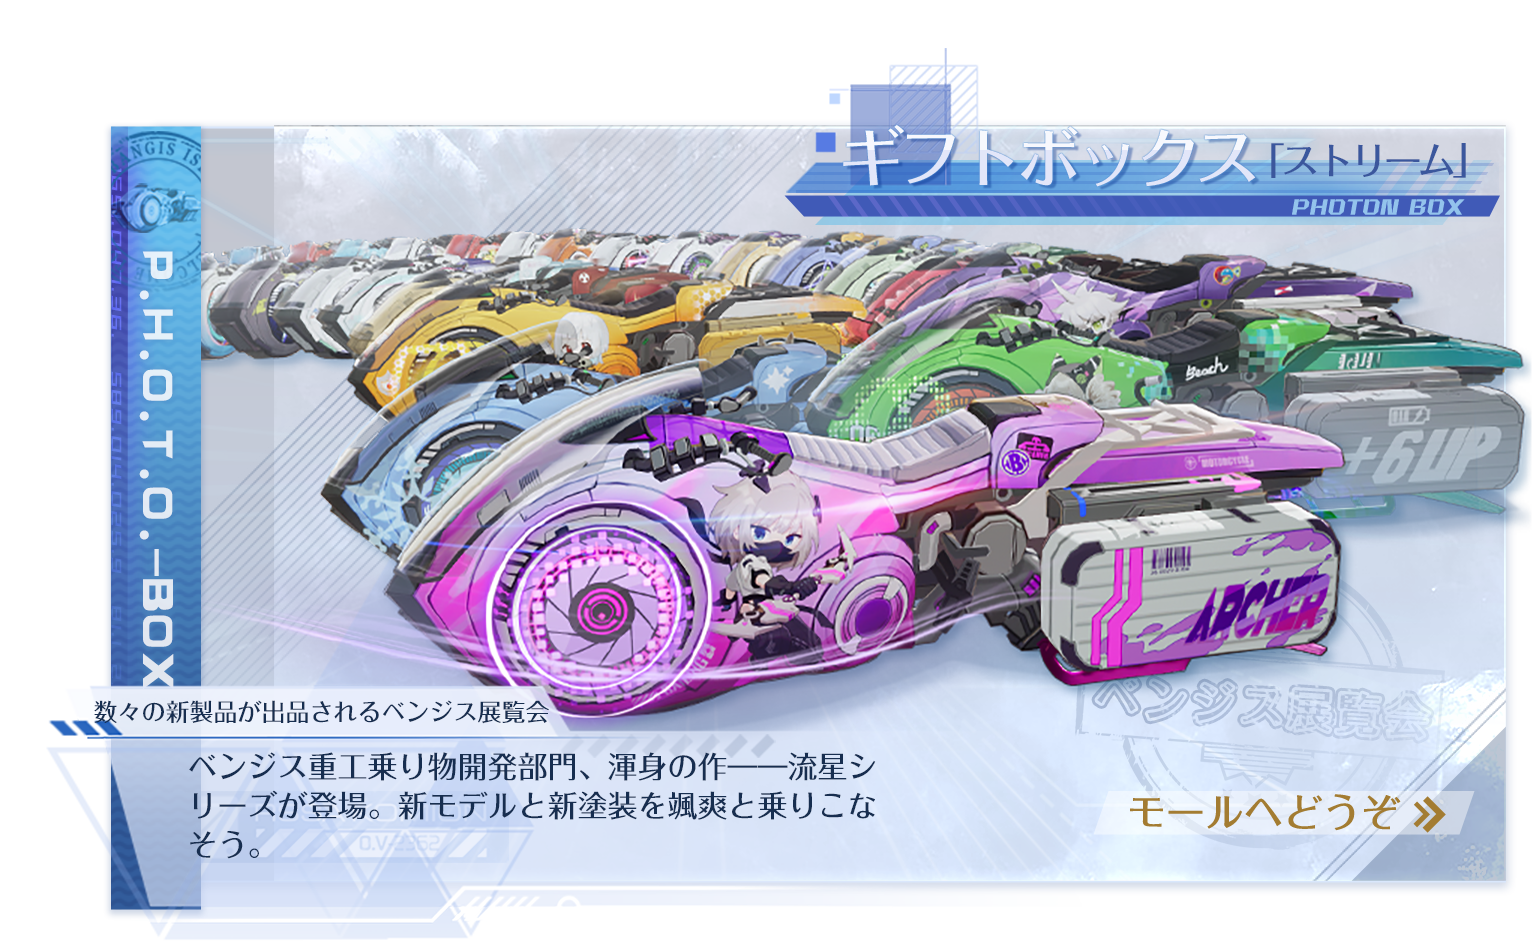 ギフトボックス「ストリーム」
PHOTON BOX
P.H.O.T.O.-BOX
Beach
+6UP
MOTORCYCLE
ARCHER
ベンジス展覧会
数々の新製品が出品されるベンジス展覧会
ベンジス重工乗り物開発部門、渾身の作——流星シ
リーズが登場。新モデルと新塗装を颯爽と乗りこな
そう。
モールへどうぞ